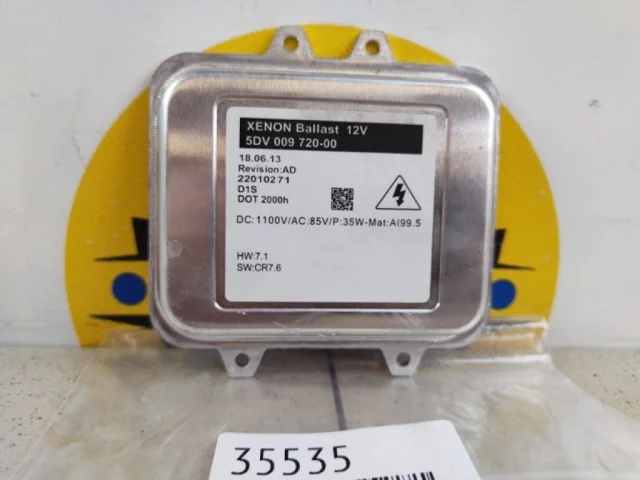 XENON Ballast 12V
5DV 009 720-00
18.06.13
Revision:AD
22010271
D1S
DOT 2000h
DC:1100V/AC:85V/P:35W-Mat:AI99.5
HW:7.1
SW:CR7.6
35535